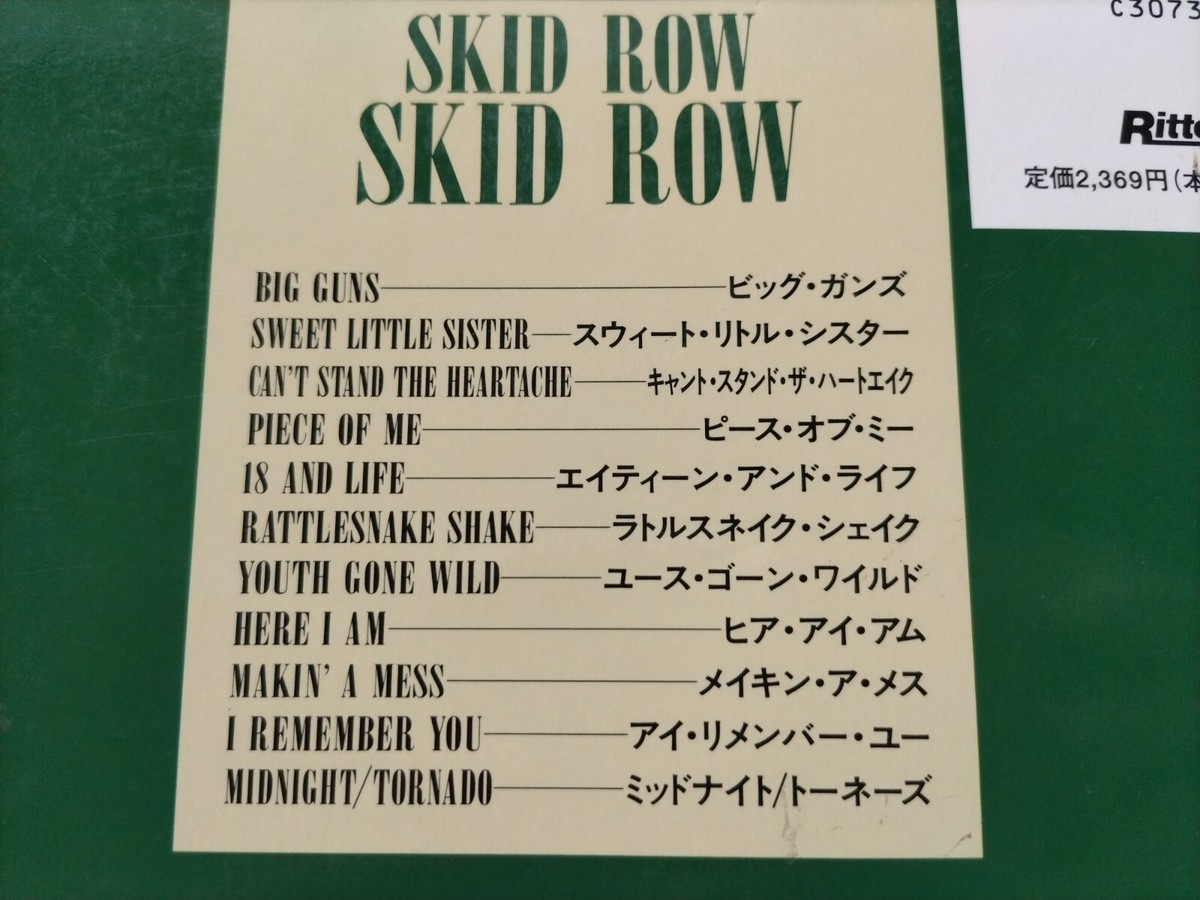 SKID ROW
SKID ROW
C3073
Ritto
定価2,369円(本
BIG GUNS ビッグ・ガンズ
SWEET LITTLE SISTER スウィート・リトル・シスター
CAN'T STAND THE HEARTACHE キャント・スタンド・ザ・ハートエイク
PIECE OF ME ピース・オブ・ミー
18 AND LIFE エイティーン・アンド・ライフ
RATTLESNAKE SHAKE ラトルスネイク・シェイク
YOUTH GONE WILD ユース・ゴーン・ワイルド
HERE I AM ヒア・アイ・アム
MAKIN' A MESS メイキン・ア・メス
I REMEMBER YOU アイ・リメンバー・ユー
MIDNIGHT/TORNADO ミッドナイト/トーネーズ